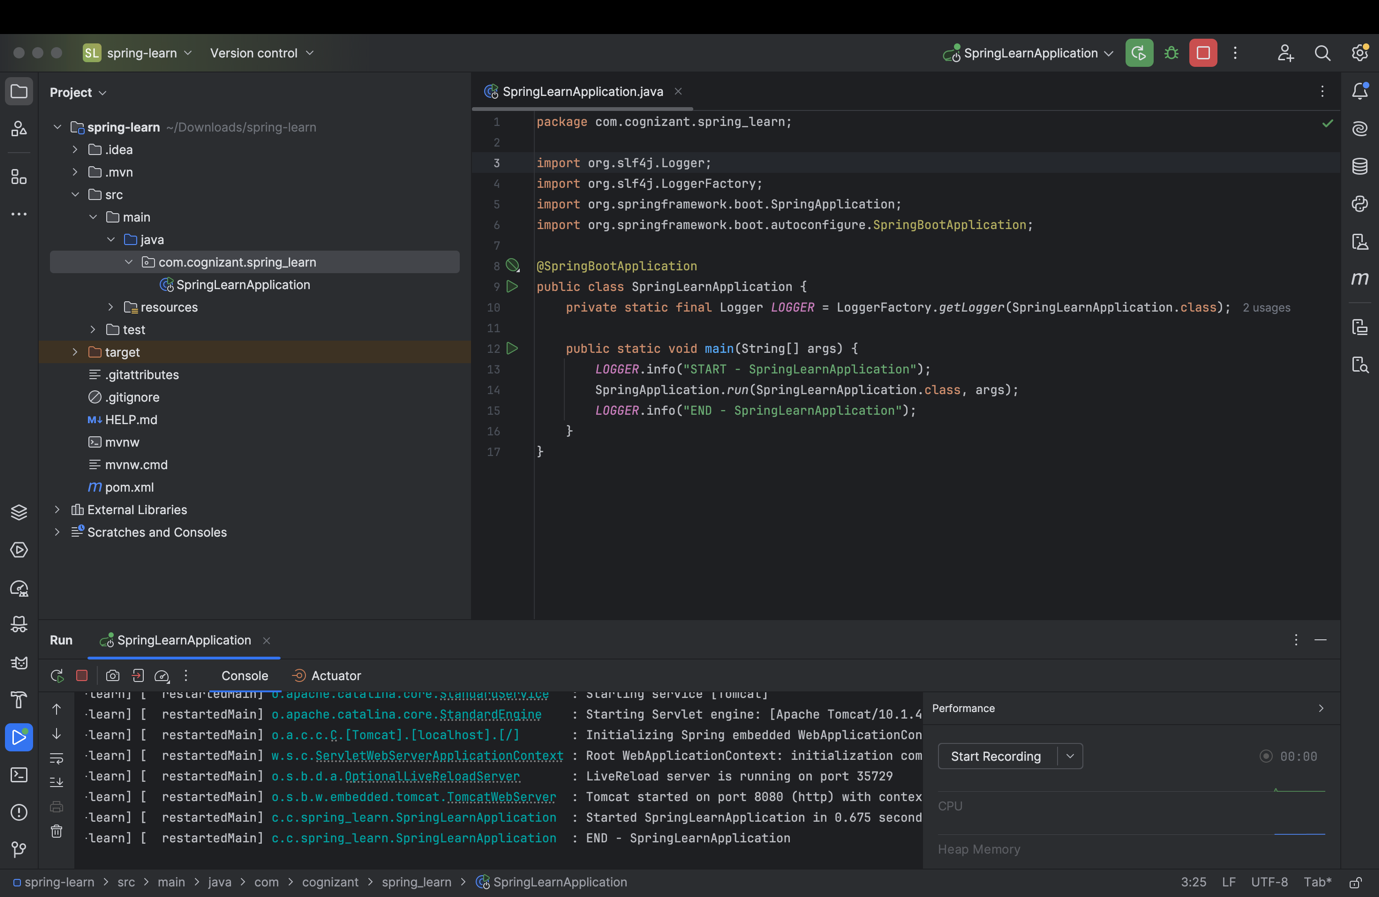 SL spring-learn
Version control
SpringLearnApplication
Project
SpringLearnApplication.java
spring-learn ~/Downloads/spring-learn
.idea
.mvn
src
main
java
com.cognizant.spring_learn
SpringLearnApplication
resources
test
target
.gitattributes
.gitignore
M↓ HELP.md
mvnw
mvnw.cmd
m pom.xml
External Libraries
Scratches and Consoles
1 package com.cognizant.spring_learn;
2
3 import org.slf4j.Logger;
4 import org.slf4j.LoggerFactory;
5 import org.springframework.boot.SpringApplication;
6 import org.springframework.boot.autoconfigure.SpringBootApplication;
7
8 @SpringBootApplication
9 public class SpringLearnApplication {
10 private static final Logger LOGGER = LoggerFactory.getLogger(SpringLearnApplication.class); 2 usages
11
12 public static void main(String[] args) {
13 LOGGER.info("START - SpringLearnApplication");
14 SpringApplication.run(SpringLearnApplication.class, args);
15 LOGGER.info("END - SpringLearnApplication");
16 }
17 }
m
Run SpringLearnApplication
Console Actuator
-learn] [ restartedMain] o.apache.catalina.core.StandardService : Starting service [Tomcat]
-learn] [ restartedMain] o.apache.catalina.core.StandardEngine : Starting Servlet engine: [Apache Tomcat/10.1.4
-learn] [ restartedMain] o.a.c.c.C.[Tomcat].[localhost].[/] : Initializing Spring embedded WebApplicationCon
-learn] [ restartedMain] w.s.c.ServletWebServerApplicationContext : Root WebApplicationContext: initialization com
-learn] [ restartedMain] o.s.b.d.a.OptionalLiveReloadServer : LiveReload server is running on port 35729
-learn] [ restartedMain] o.s.b.w.embedded.tomcat.TomcatWebServer : Tomcat started on port 8080 (http) with contex
-learn] [ restartedMain] c.c.spring_learn.SpringLearnApplication : Started SpringLearnApplication in 0.675 second
-learn] [ restartedMain] c.c.spring_learn.SpringLearnApplication : END - SpringLearnApplication
Performance
Start Recording
00:00
CPU
Heap Memory
spring-learn > src > main > java > com > cognizant > spring_learn > SpringLearnApplication
3:25 LF UTF-8 Tab*